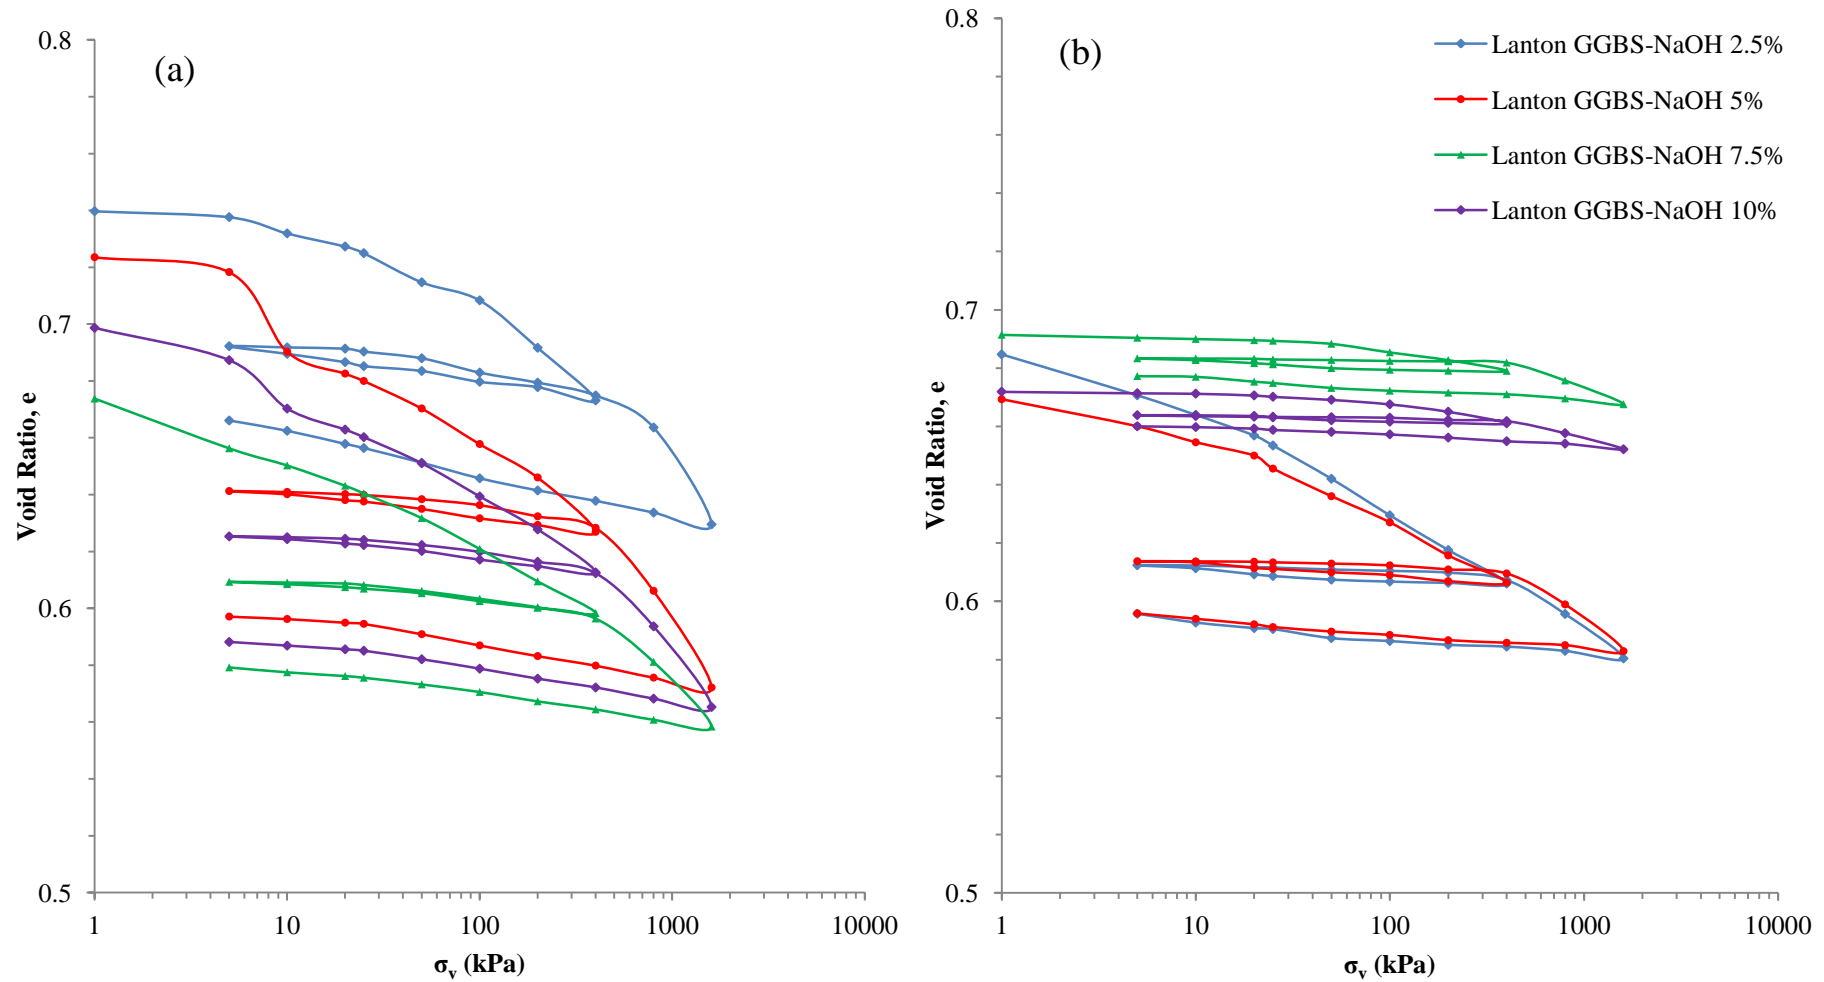 (a)
0.8
0.7
0.6
0.5
Void Ratio, e
1
10
100
1000
10000
σv (kPa)
(b)
0.8
0.7
0.6
0.5
Void Ratio, e
1
10
100
1000
10000
σv (kPa)
Lanton GGBS-NaOH 2.5%
Lanton GGBS-NaOH 5%
Lanton GGBS-NaOH 7.5%
Lanton GGBS-NaOH 10%